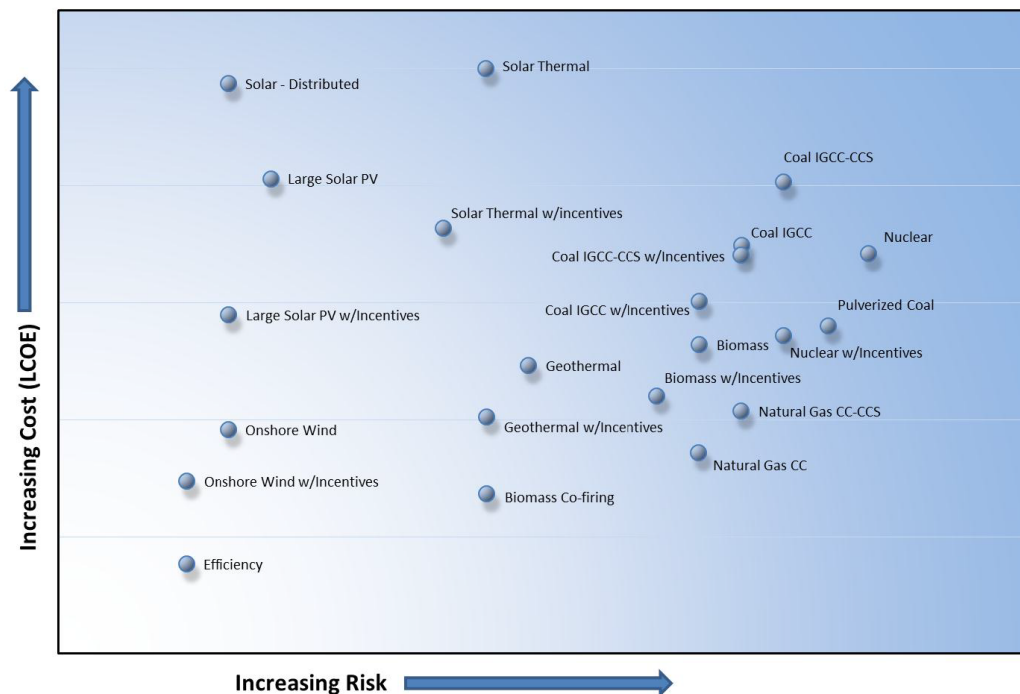 Solar Thermal
Solar - Distributed
Coal IGCC-CCS
Large Solar PV
Solar Thermal w/incentives
Coal IGCC
Nuclear
Coal IGCC-CCS w/Incentives
Pulverized Coal
Coal IGCC w/Incentives
Large Solar PV w/Incentives
Biomass
Nuclear w/Incentives
Geothermal
Biomass w/Incentives
Natural Gas CC-CCS
Geothermal w/Incentives
Onshore Wind
Natural Gas CC
Onshore Wind w/Incentives
Biomass Co-firing
Efficiency
Increasing Cost (LCOE)
Increasing Risk